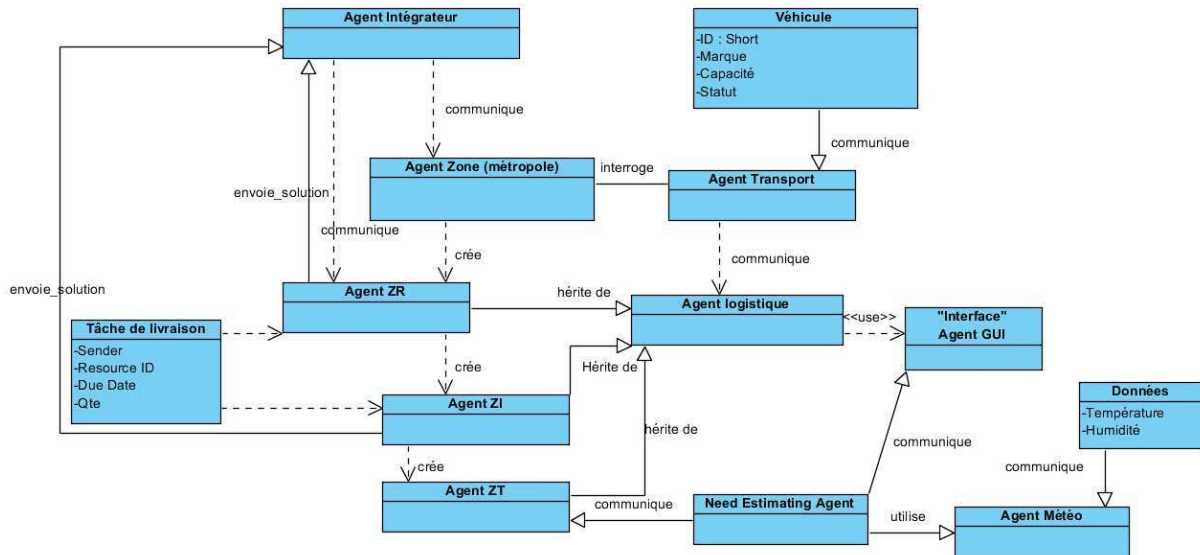 Agent Intégrateur
Véhicule
-ID : Short
-Marque
-Capacité
-Statut
communique
communique
Agent Zone (métropole)
interroge
Agent Transport
envoie_solution
communique
crée
communique
envoie_solution
Agent ZR
hérite de
Agent logistique
<<use>>
"Interface"
Agent GUI
Tâche de livraison
-Sender
-Resource ID
-Due Date
-Qte
crée
Hérite de
Agent ZI
hérite de
communique
Données
-Température
-Humidité
crée
communique
Agent ZT
communique
Need Estimating Agent
utilise
Agent Météo